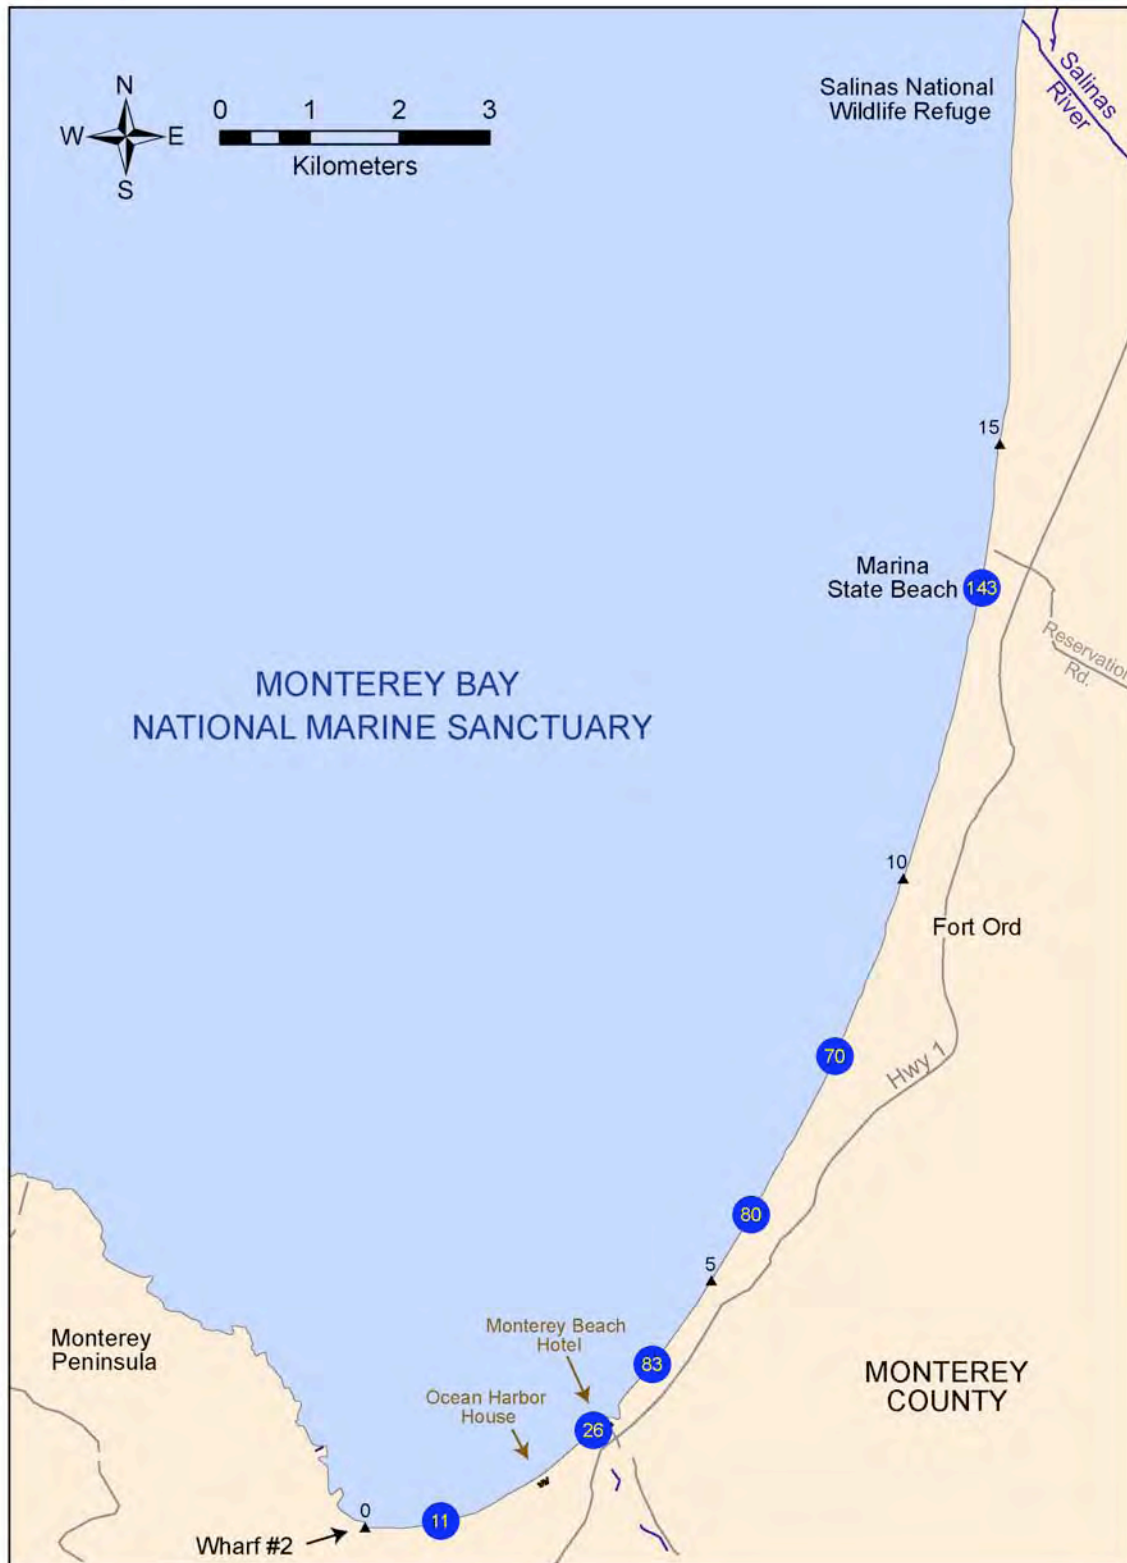 N
W E
S
0 1 2 3
Kilometers
Salinas National
Wildlife Refuge
Salinas
River
15
Marina
State Beach
143
Reservation
Rd.
MONTEREY BAY
NATIONAL MARINE SANCTUARY
10
Fort Ord
70
Hwy 1
80
5
Monterey Beach
Hotel
83
Monterey
Peninsula
MONTEREY
COUNTY
Ocean Harbor
House
26
0
11
Wharf #2